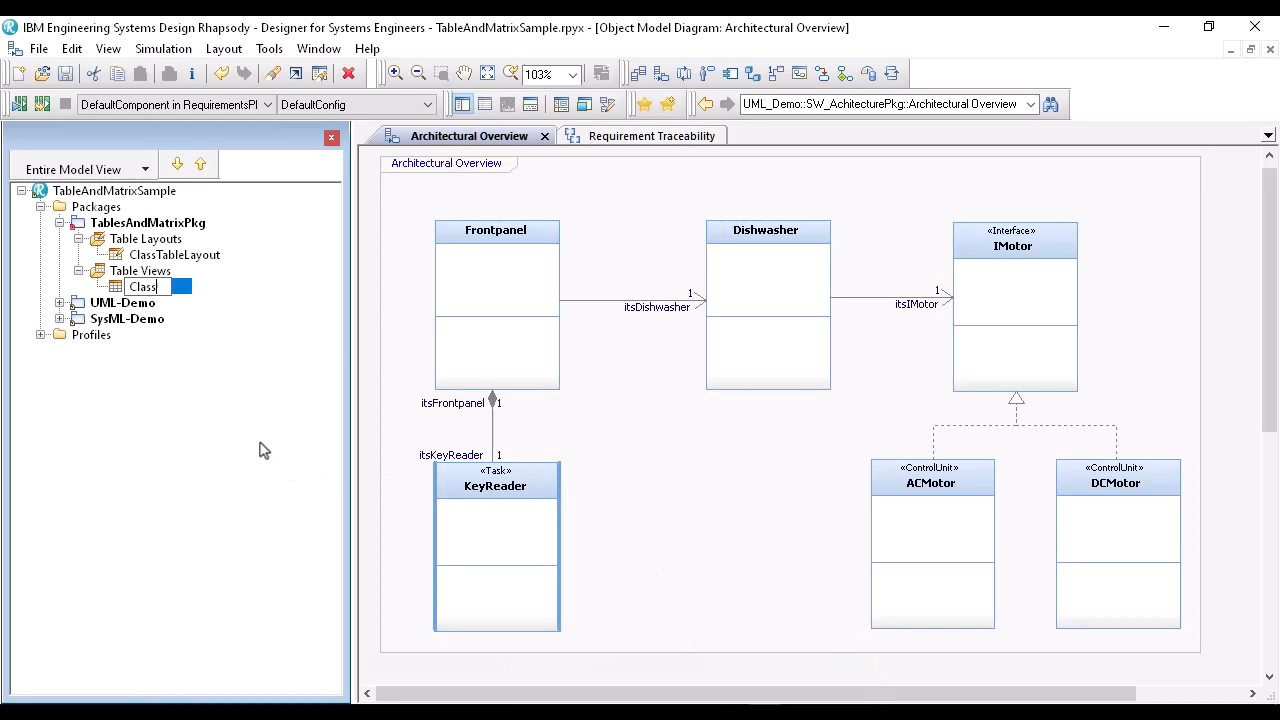 IBM Engineering Systems Design Rhapsody - Designer for Systems Engineers - TableAndMatrixSample.rpyx - [Object Model Diagram: Architectural Overview]
File Edit View Simulation Layout Tools Window Help
103%
DefaultComponent in RequirementsPl DefaultConfig UML_Demo::SW_AchitecturePkg::Architectural Overview
Architectural Overview Requirement Traceability
Entire Model View
TableAndMatrixSample
Packages
TablesAndMatrixPkg
Table Layouts
ClassTableLayout
Table Views
Class
UML-Demo
SysML-Demo
Profiles
Architectural Overview
Frontpanel
Dishwasher
«Interface»
IMotor
1
itsDishwasher
1
itsIMotor
itsFrontpanel 1
itsKeyReader 1
«Task»
KeyReader
«ControlUnit»
ACMotor
«ControlUnit»
DCMotor